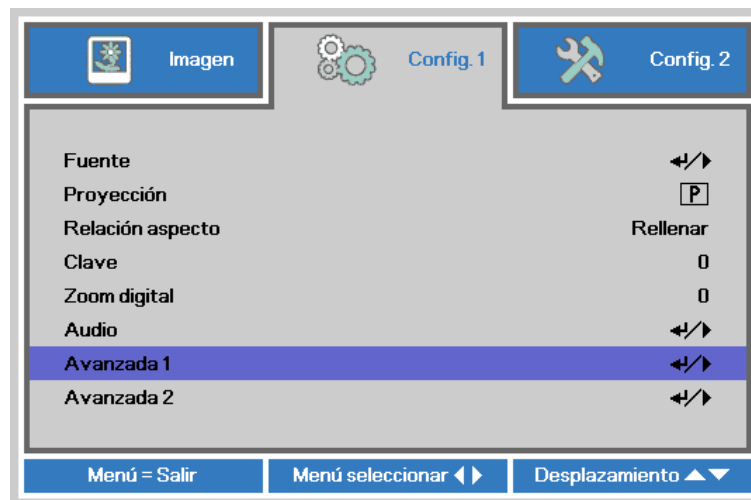 Imagen Config. 1 Config. 2
Fuente
Proyección P
Relación aspecto Rellenar
Clave 0
Zoom digital 0
Audio
Avanzada 1
Avanzada 2
Menú = Salir Menú seleccionar Desplazamiento